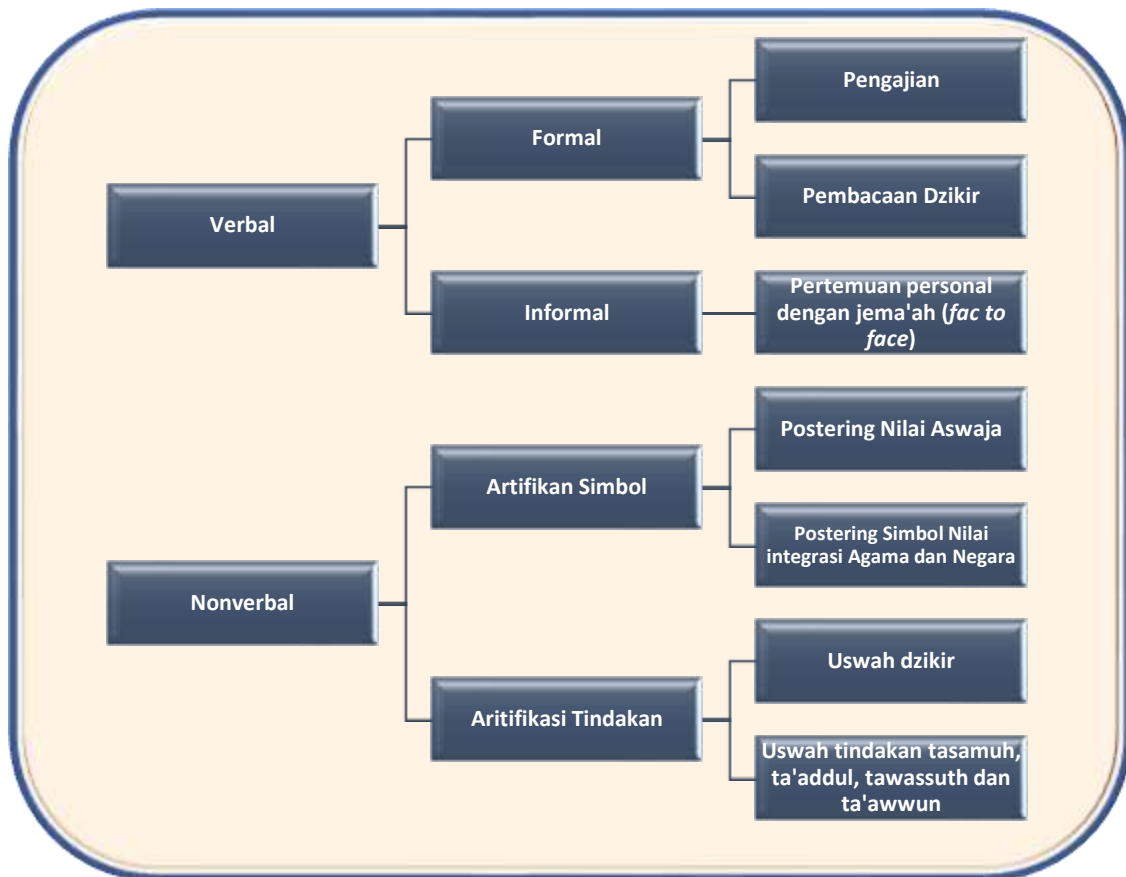 Verbal
Formal
Pengajian
Pembacaan Dzikir
Informal
Pertemuan personal
dengan jema'ah (fac to
face)
Nonverbal
Artifikan Simbol
Postering Nilai Aswaja
Postering Simbol Nilai
integrasi Agama dan Negara
Aritifikasi Tindakan
Uswah dzikir
Uswah tindakan tasamuh,
ta'addul, tawassuth dan
ta'awwun